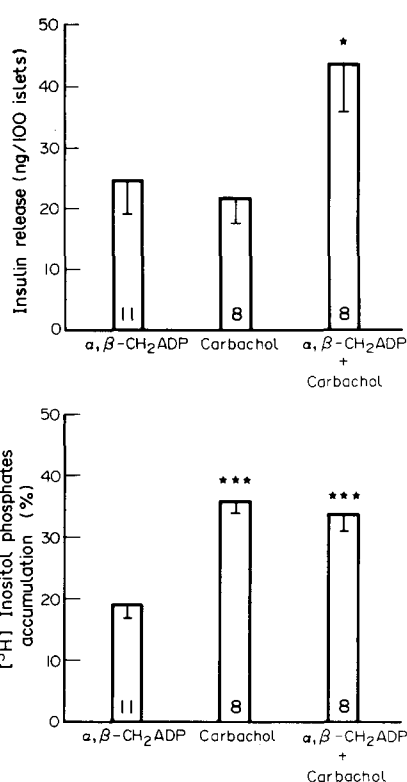 Insulin release (ng/100 islets)
50
40
30
20
10
0
*
11
8
8
α, β-CH₂ADP
Carbachol
α, β-CH₂ADP
+
Carbachol
[³H] Inositol phosphates
accumulation (%)
50
40
30
20
10
0
***
***
11
8
8
α, β-CH₂ADP
Carbachol
α, β-CH₂ADP
+
Carbachol